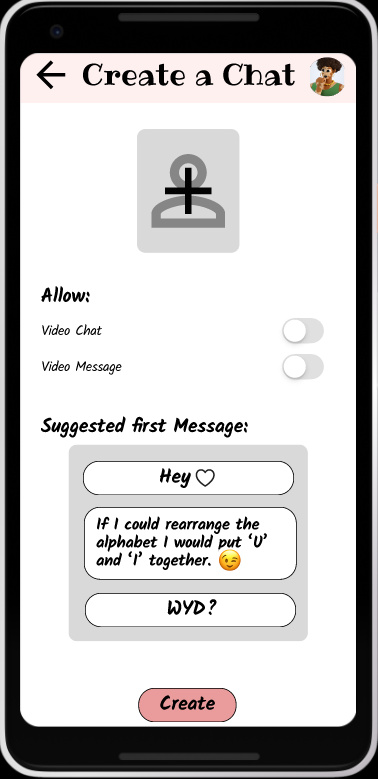 Create a Chat
Allow:
Video Chat
Video Message
Suggested first Message:
Hey ♡
If I could rearrange the
alphabet I would put ‘U’
and ‘I’ together. 😉
WYD?
Create